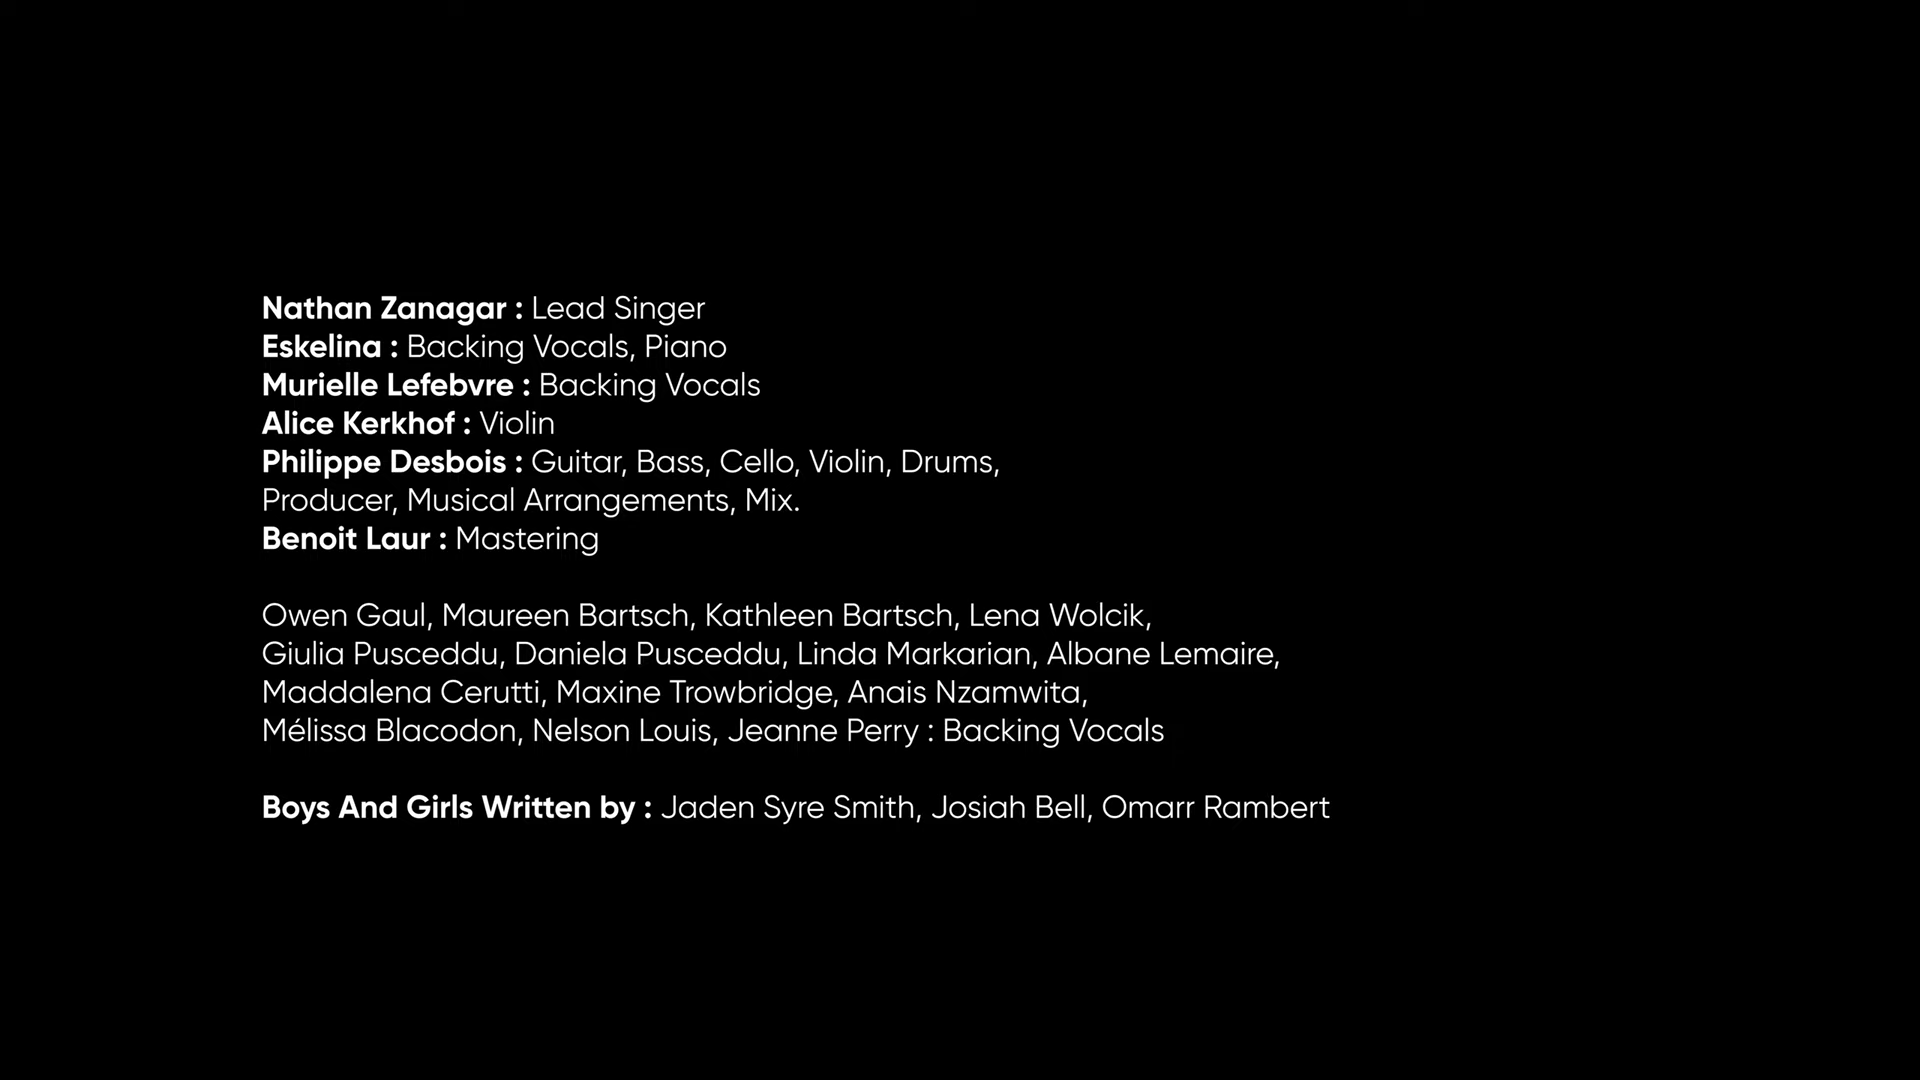 Nathan Zanagar : Lead Singer
Eskelina : Backing Vocals, Piano
Murielle Lefebvre : Backing Vocals
Alice Kerkhof : Violin
Philippe Desbois : Guitar, Bass, Cello, Violin, Drums,
Producer, Musical Arrangements, Mix.
Benoit Laur : Mastering
Owen Gaul, Maureen Bartsch, Kathleen Bartsch, Lena Wolcik,
Giulia Pusceddu, Daniela Pusceddu, Linda Markarian, Albane Lemaire,
Maddalena Cerutti, Maxine Trowbridge, Anais Nzamwita,
Mélissa Blacodon, Nelson Louis, Jeanne Perry : Backing Vocals
Boys And Girls Written by : Jaden Syre Smith, Josiah Bell, Omarr Rambert